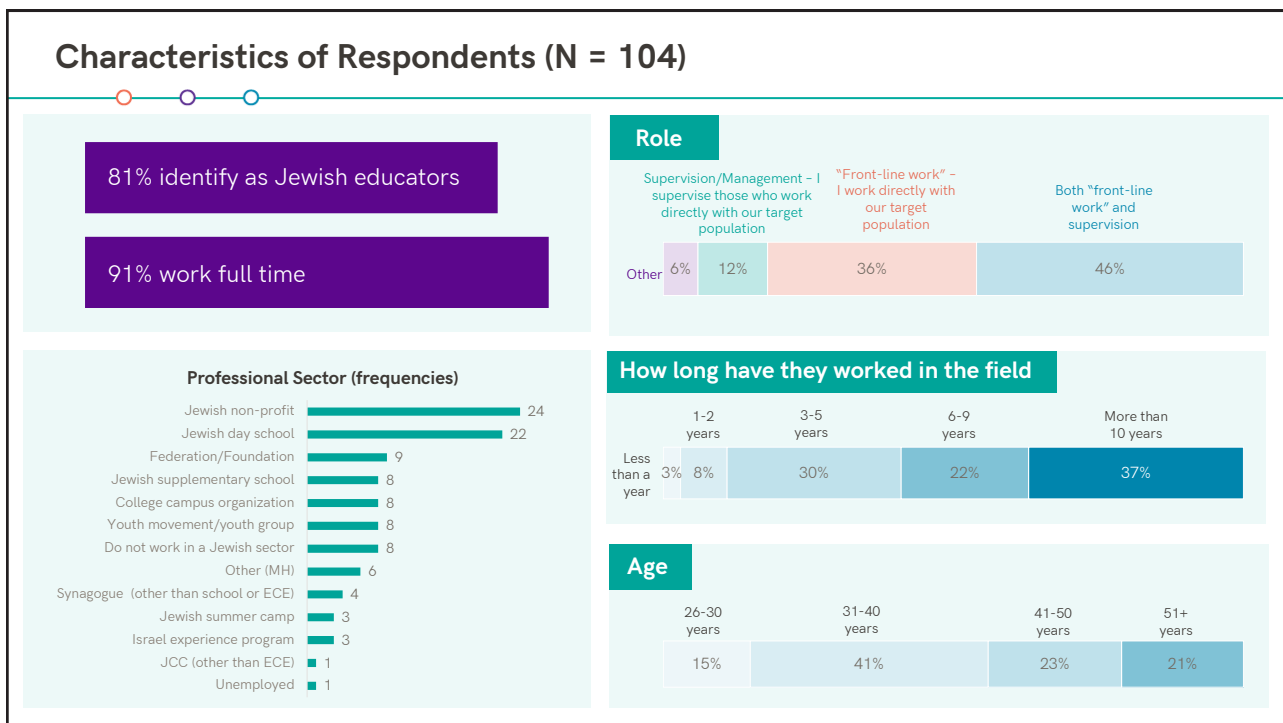 Characteristics of Respondents (N = 104)
81% identify as Jewish educators
91% work full time
Professional Sector (frequencies)
Jewish non-profit 24
Jewish day school 22
Federation/Foundation 9
Jewish supplementary school 8
College campus organization 8
Youth movement/youth group 8
Do not work in a Jewish sector 8
Other (MH) 6
Synagogue (other than school or ECE) 4
Jewish summer camp 3
Israel experience program 3
JCC (other than ECE) 1
Unemployed 1
Role
Supervision/Management – I
supervise those who work
directly with our target
population
“Front-line work” –
I work directly with
our target
population
Both “front-line
work” and
supervision
Other 6% 12% 36% 46%
How long have they worked in the field
1-2
years
3-5
years
6-9
years
More than
10 years
Less
than a
year
3% 8% 30% 22% 37%
Age
26-30
years
31-40
years
41-50
years
51+
years
15% 41% 23% 21%